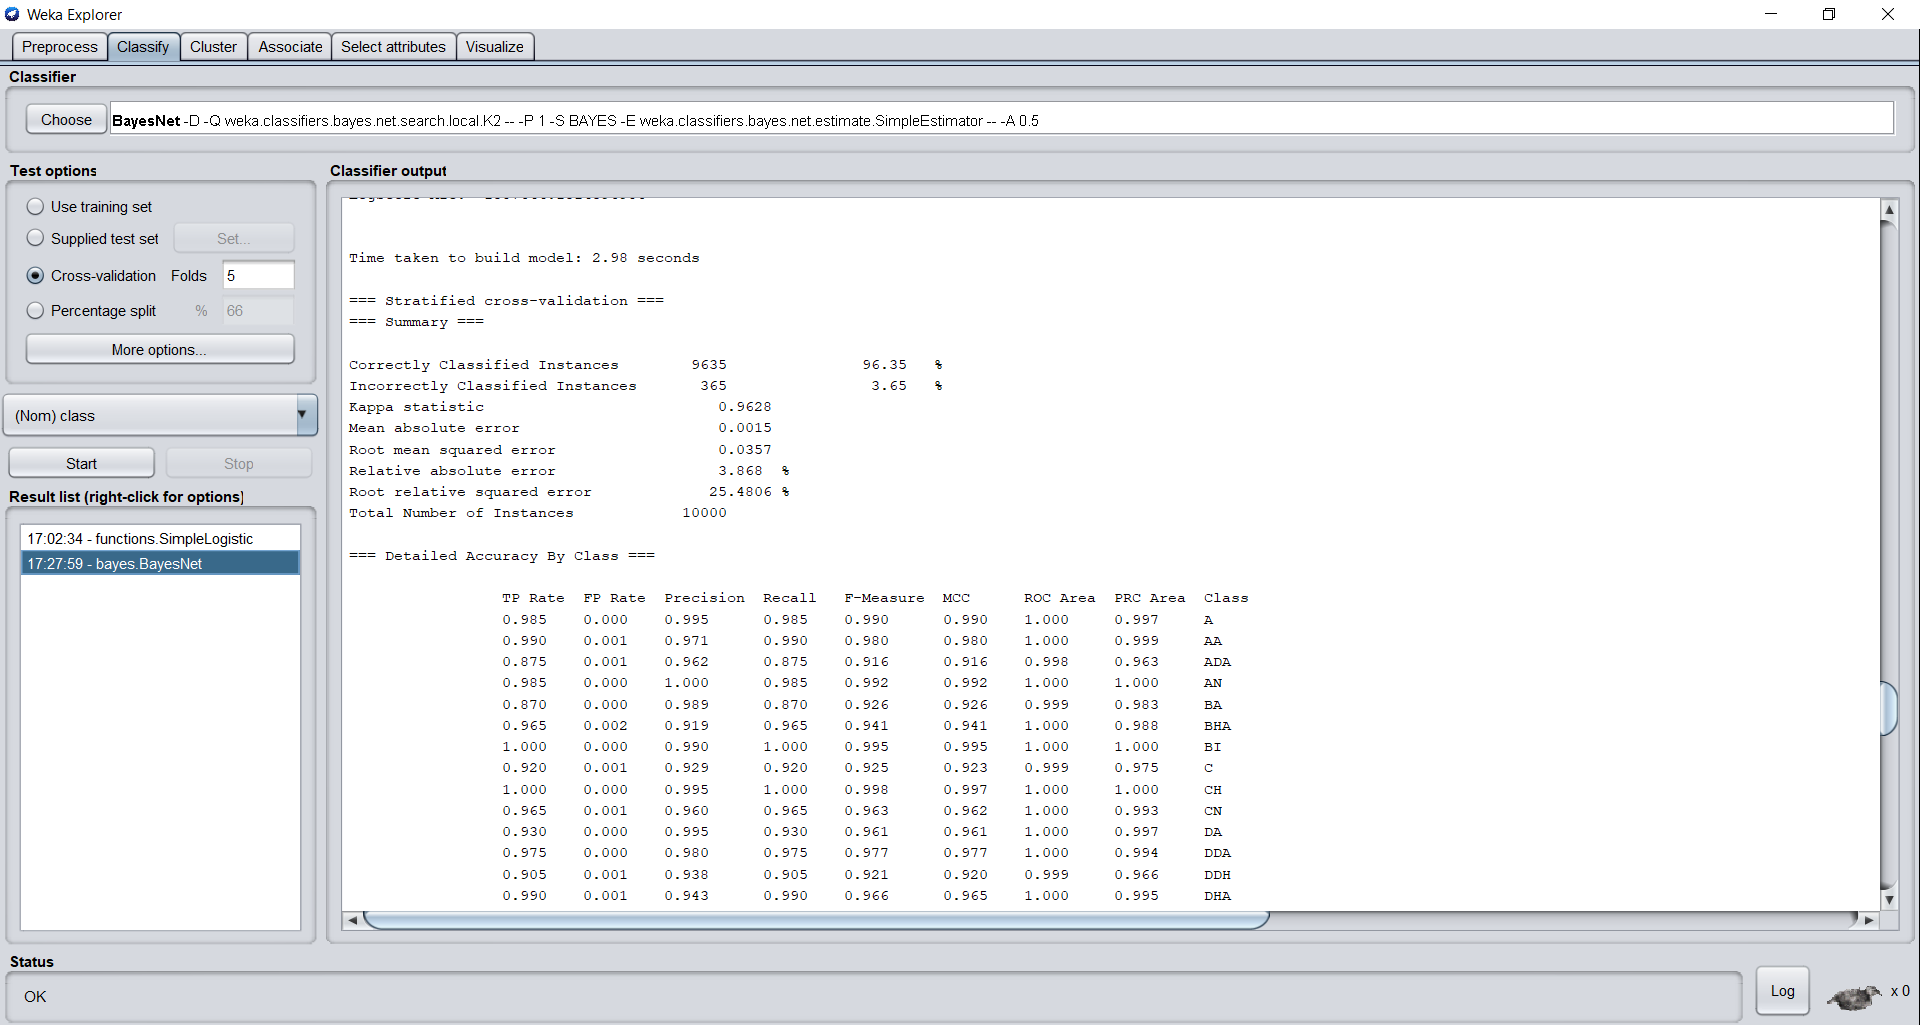 Weka Explorer
Preprocess Classify Cluster Associate Select attributes Visualize
Classifier
Choose BayesNet -D -Q weka.classifiers.bayes.net.search.local.K2 -- -P 1 -S BAYES -E weka.classifiers.bayes.net.estimate.SimpleEstimator -- -A 0.5
Test options
Use training set
Supplied test set Set...
Cross-validation Folds 5
Percentage split % 66
More options...
(Nom) class
Start Stop
Result list (right-click for options)
17:02:34 - functions.SimpleLogistic
17:27:59 - bayes.BayesNet
Classifier output
Time taken to build model: 2.98 seconds
=== Stratified cross-validation ===
=== Summary ===
Correctly Classified Instances 9635 96.35 %
Incorrectly Classified Instances 365 3.65 %
Kappa statistic 0.9628
Mean absolute error 0.0015
Root mean squared error 0.0357
Relative absolute error 3.868 %
Root relative squared error 25.4806 %
Total Number of Instances 10000
=== Detailed Accuracy By Class ===
TP Rate FP Rate Precision Recall F-Measure MCC ROC Area PRC Area Class
0.985 0.000 0.995 0.985 0.990 0.990 1.000 0.997 A
0.990 0.001 0.971 0.990 0.980 0.980 1.000 0.999 AA
0.875 0.001 0.962 0.875 0.916 0.916 0.998 0.963 ADA
0.985 0.000 1.000 0.985 0.992 0.992 1.000 1.000 AN
0.870 0.000 0.989 0.870 0.926 0.926 0.999 0.983 BA
0.965 0.002 0.919 0.965 0.941 0.941 1.000 0.988 BHA
1.000 0.000 0.990 1.000 0.995 0.995 1.000 1.000 BI
0.920 0.001 0.929 0.920 0.925 0.923 0.999 0.975 C
1.000 0.000 0.995 1.000 0.998 0.997 1.000 1.000 CH
0.965 0.001 0.960 0.965 0.963 0.962 1.000 0.993 CN
0.930 0.000 0.995 0.930 0.961 0.961 1.000 0.997 DA
0.975 0.000 0.980 0.975 0.977 0.977 1.000 0.994 DDA
0.905 0.001 0.938 0.905 0.921 0.920 0.999 0.966 DDH
0.990 0.001 0.943 0.990 0.966 0.965 1.000 0.995 DHA
Status
OK
Log x 0